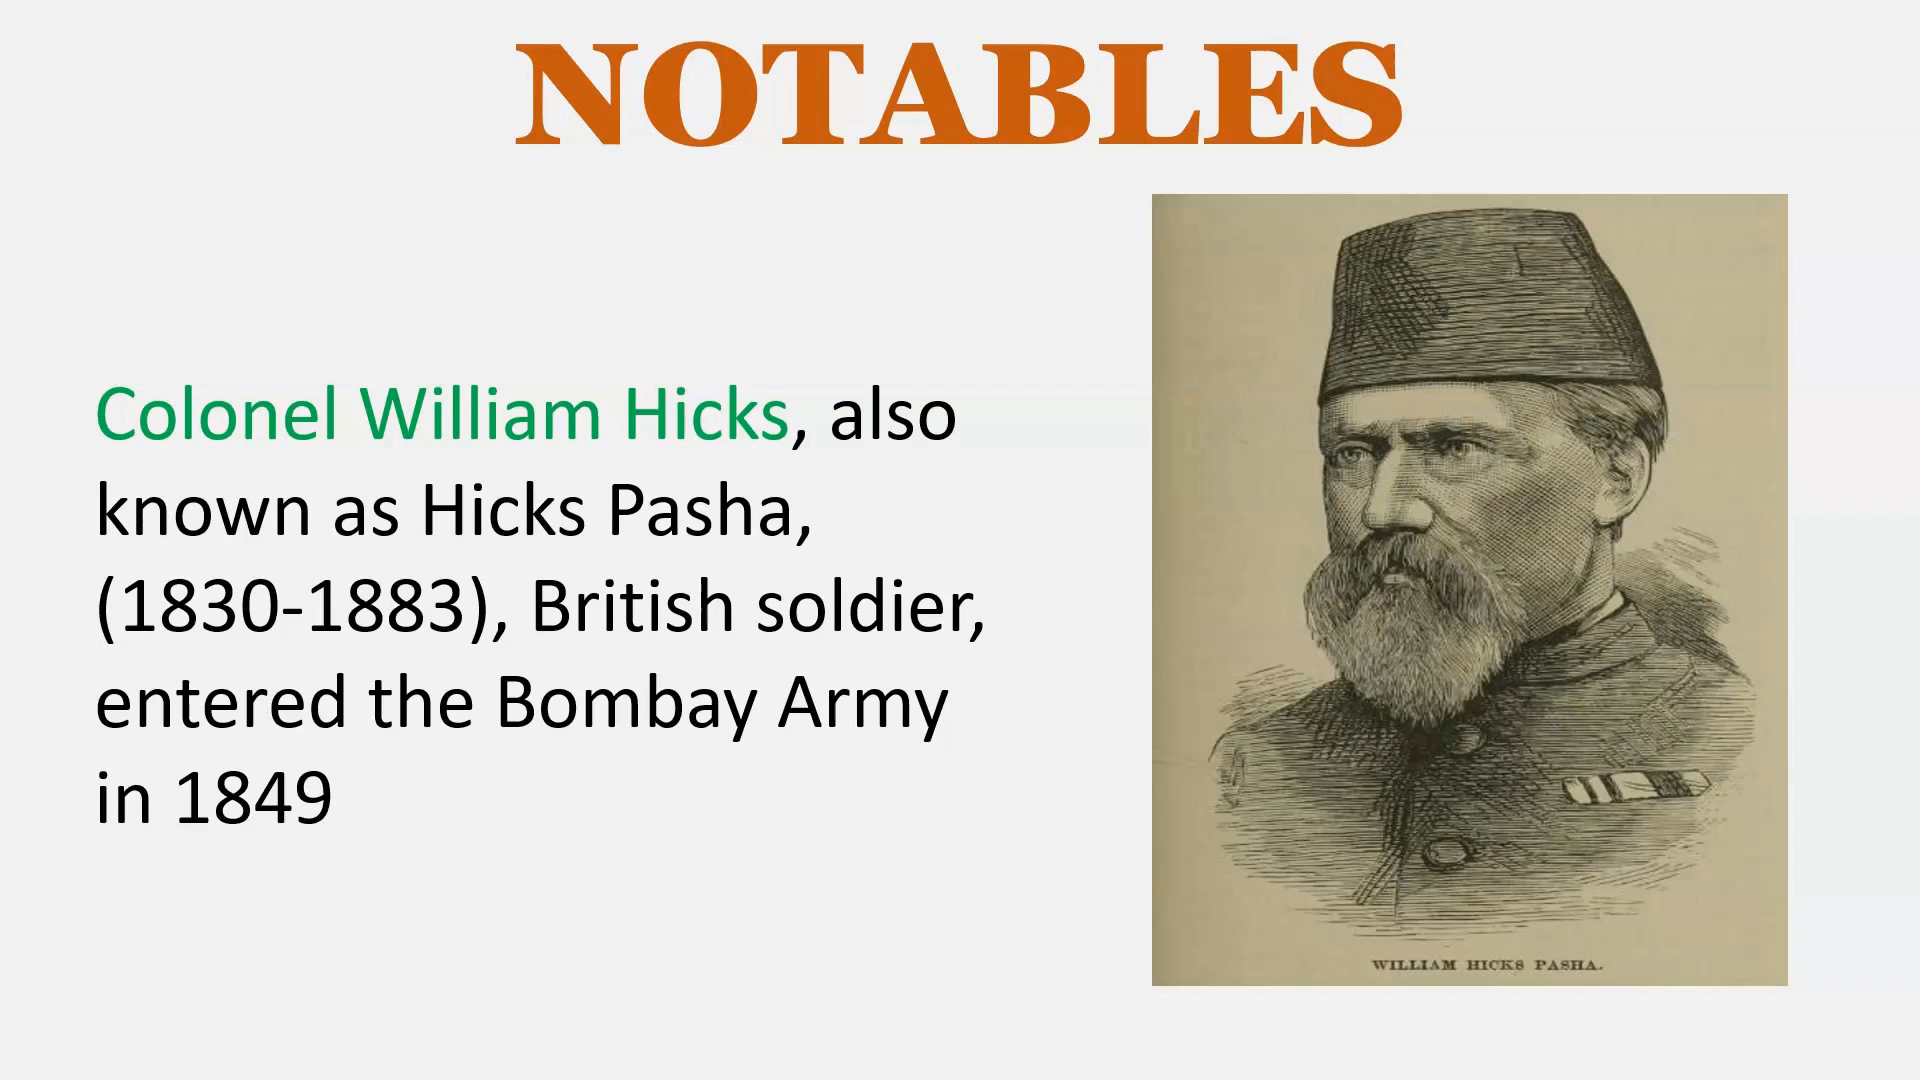 NOTABLES
Colonel William Hicks, also
known as Hicks Pasha,
(1830-1883), British soldier,
entered the Bombay Army
in 1849
WILLIAM HICKS PASHA.